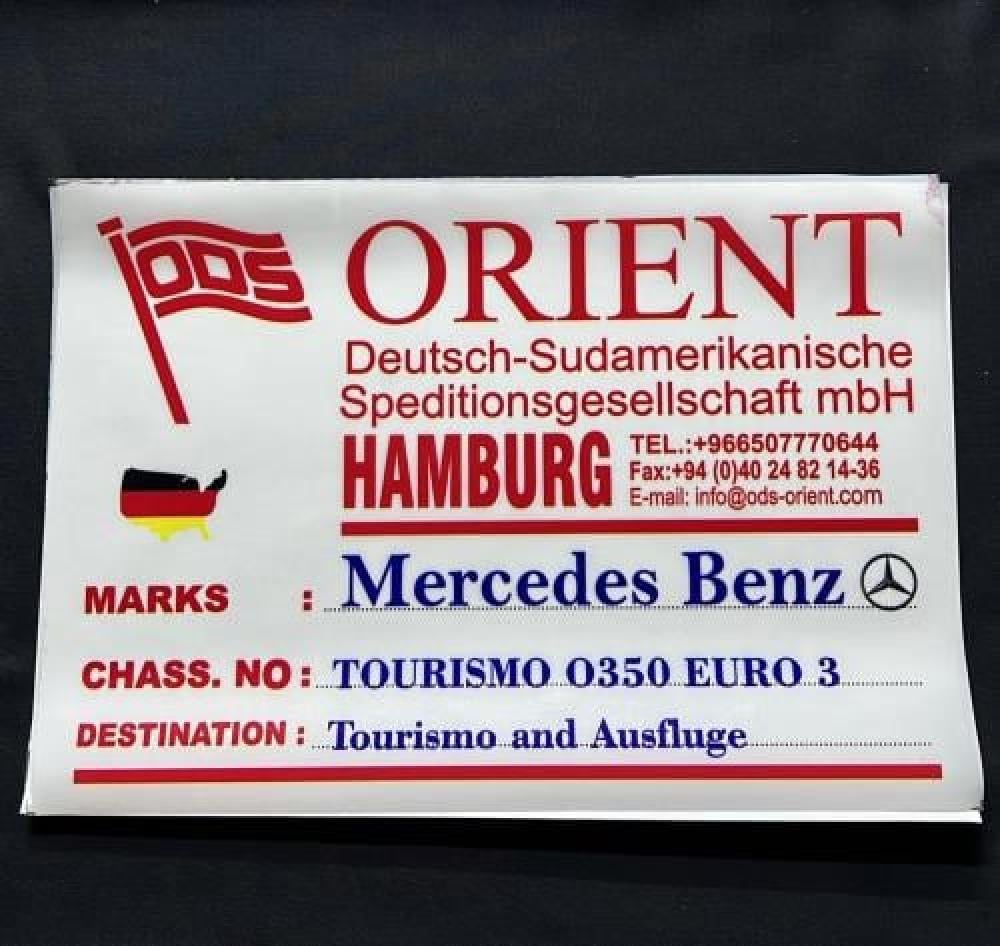 ODS
ORIENT
Deutsch-Sudamerikanische
Speditionsgesellschaft mbH
HAMBURG
TEL.:+966507770644
Fax:+94 (0)40 24 82 14-36
E-mail: info@ods-orient.com
MARKS : Mercedes Benz
CHASS. NO : TOURISMO O350 EURO 3
DESTINATION : Tourismo and Ausfluge